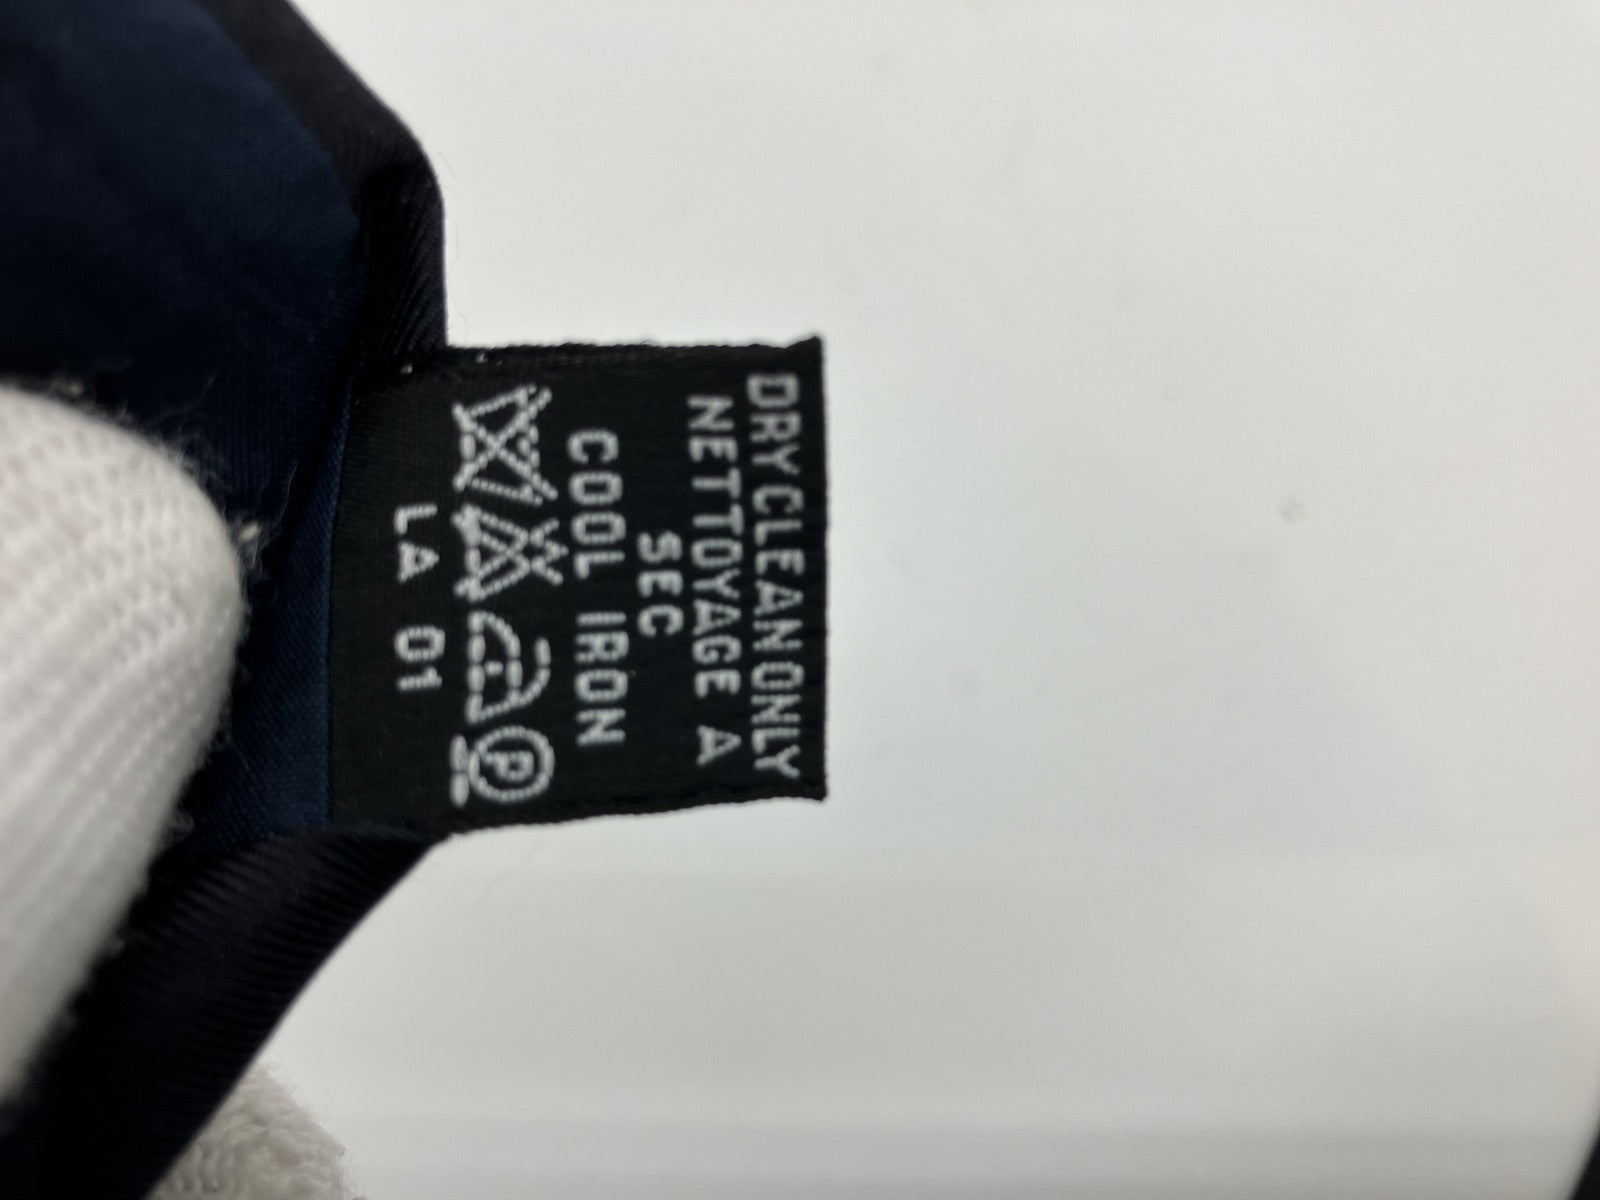 DRY CLEAN ONLY
NETTOYAGE A
SEC
COOL IRON
P
LA 01